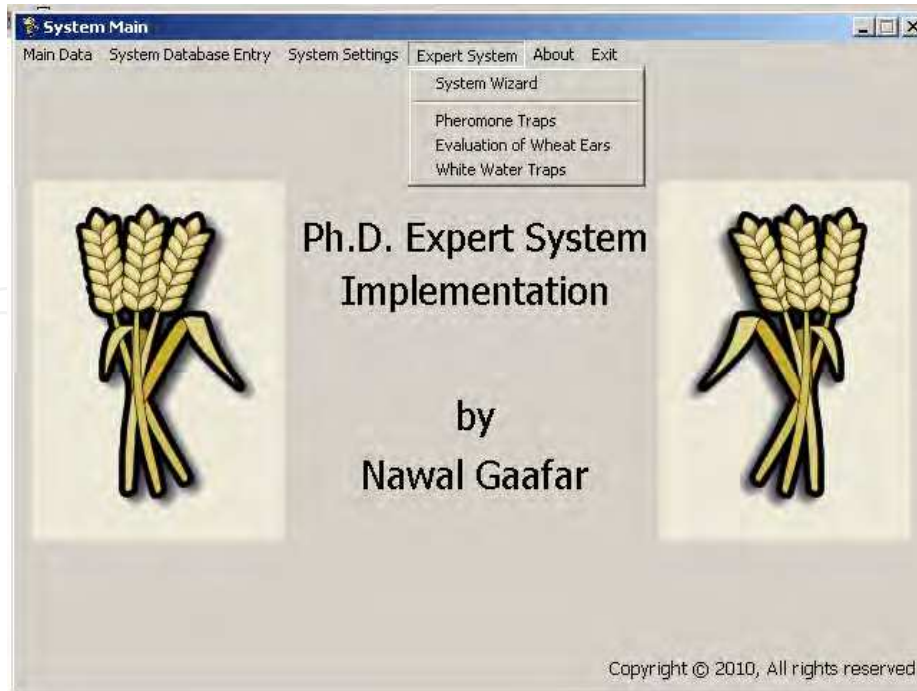 System Main
Main Data System Database Entry System Settings Expert System About Exit
System Wizard
Pheromone Traps
Evaluation of Wheat Ears
White Water Traps
Ph.D. Expert System
Implementation
by
Nawal Gaafar
Copyright © 2010, All rights reserved